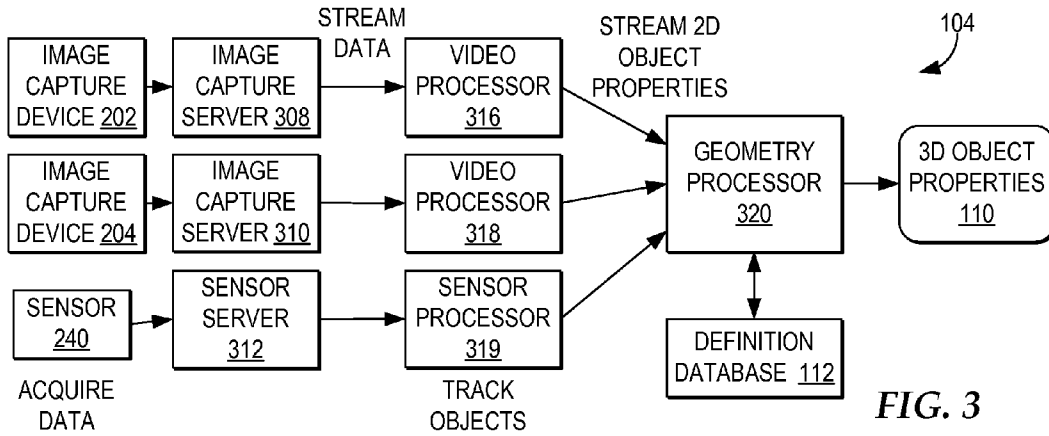 STREAM
DATA
STREAM 2D
OBJECT
PROPERTIES
104
IMAGE
CAPTURE
DEVICE 202
IMAGE
CAPTURE
SERVER 308
VIDEO
PROCESSOR
316
IMAGE
CAPTURE
DEVICE 204
IMAGE
CAPTURE
SERVER 310
VIDEO
PROCESSOR
318
GEOMETRY
PROCESSOR
320
3D OBJECT
PROPERTIES
110
SENSOR
240
SENSOR
SERVER
312
SENSOR
PROCESSOR
319
DEFINITION
DATABASE 112
ACQUIRE
DATA
TRACK
OBJECTS
FIG. 3